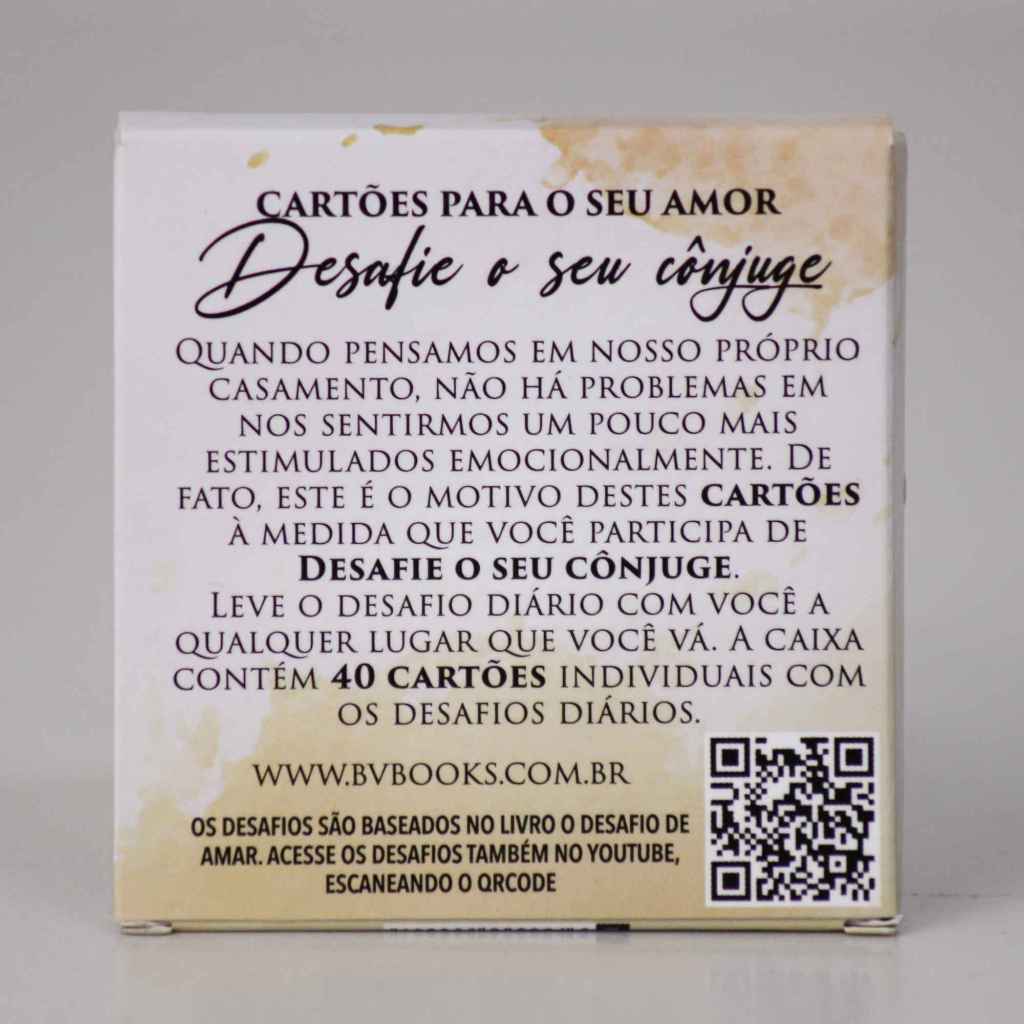 CARTÕES PARA O SEU AMOR
Desafie o seu cônjuge
QUANDO PENSAMOS EM NOSSO PRÓPRIO
CASAMENTO, NÃO HÁ PROBLEMAS EM
NOS SENTIRMOS UM POUCO MAIS
ESTIMULADOS EMOCIONALMENTE. DE
FATO, ESTE É O MOTIVO DESTES CARTÕES
À MEDIDA QUE VOCÊ PARTICIPA DE
DESAFIE O SEU CÔNJUGE.
LEVE O DESAFIO DIÁRIO COM VOCÊ A
QUALQUER LUGAR QUE VOCÊ VÁ. A CAIXA
CONTÉM 40 CARTÕES INDIVIDUAIS COM
OS DESAFIOS DIÁRIOS.
WWW.BVBOOKS.COM.BR
OS DESAFIOS SÃO BASEADOS NO LIVRO O DESAFIO DE
AMAR. ACESSE OS DESAFIOS TAMBÉM NO YOUTUBE,
ESCANEANDO O QRCODE